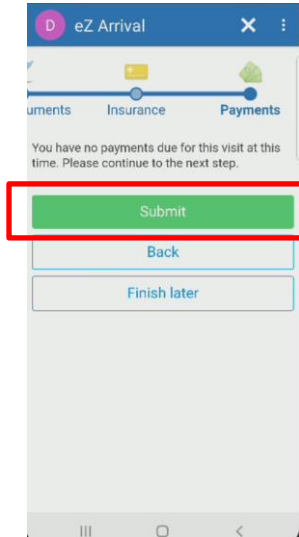 D eZ Arrival
uments Insurance Payments
You have no payments due for this visit at this
time. Please continue to the next step.
Submit
Back
Finish later